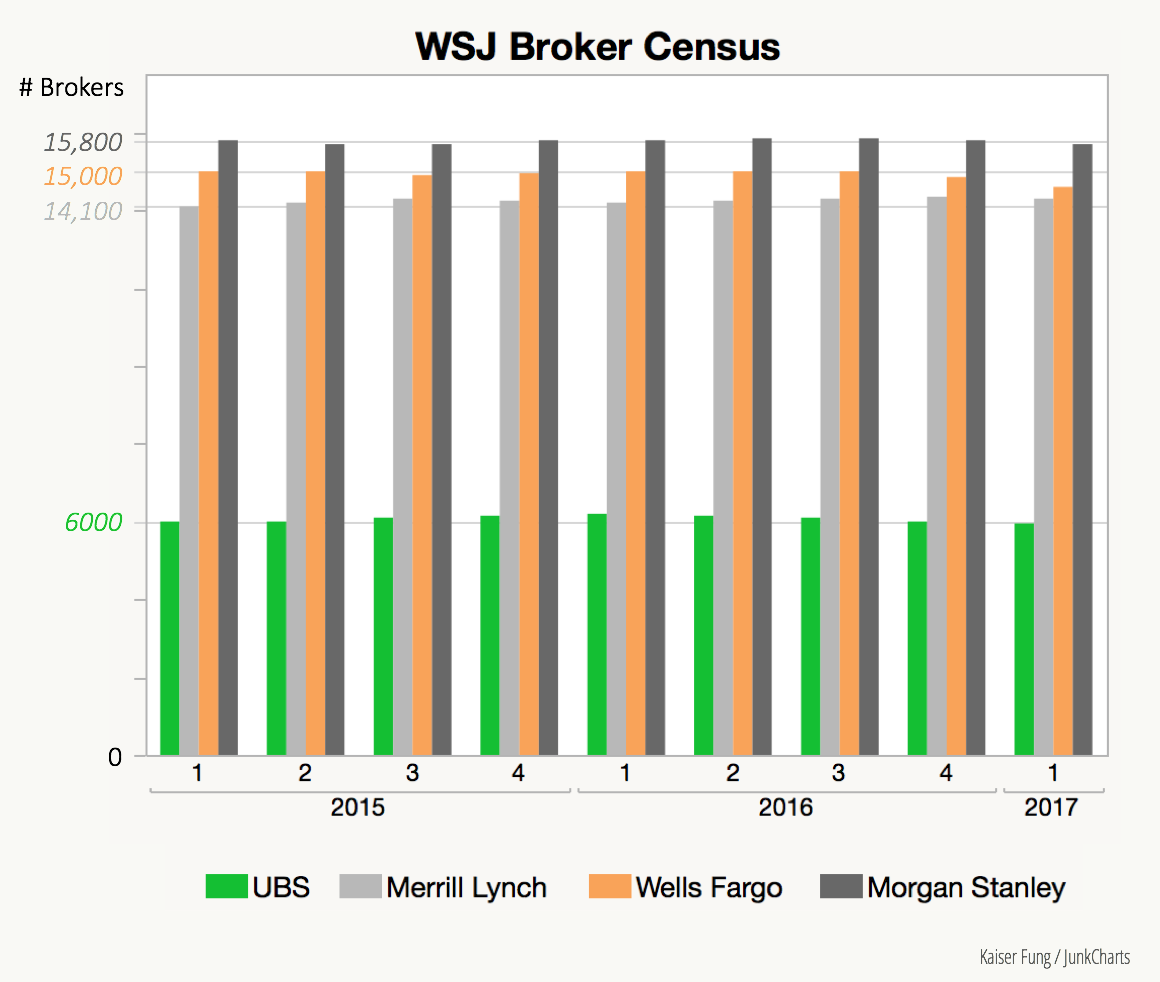 WSJ Broker Census
# Brokers
15,800
15,000
14,100
6000
0
1 2 3 4 1 2 3 4 1
2015 2016 2017
UBS Merrill Lynch Wells Fargo Morgan Stanley
Kaiser Fung / JunkCharts